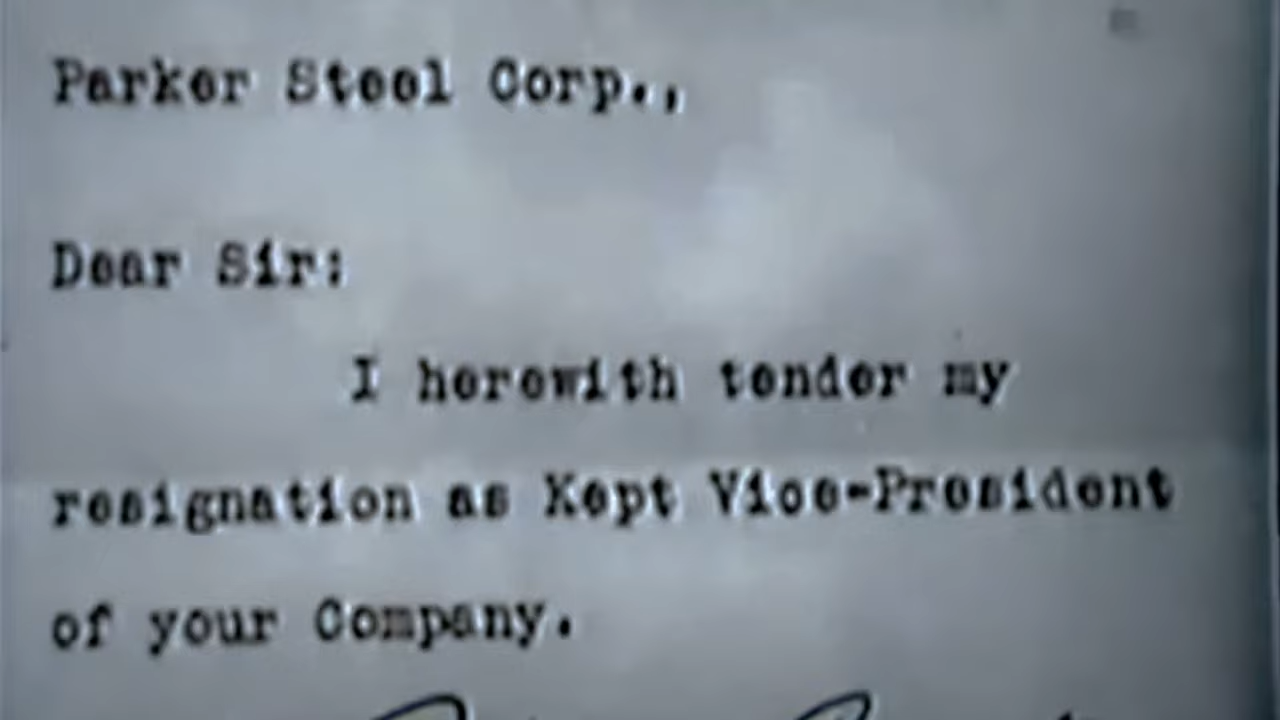 Parker Steel Corp.,
Dear Sir:
I herewith tender my
resignation as Kept Vice-President
of your Company.